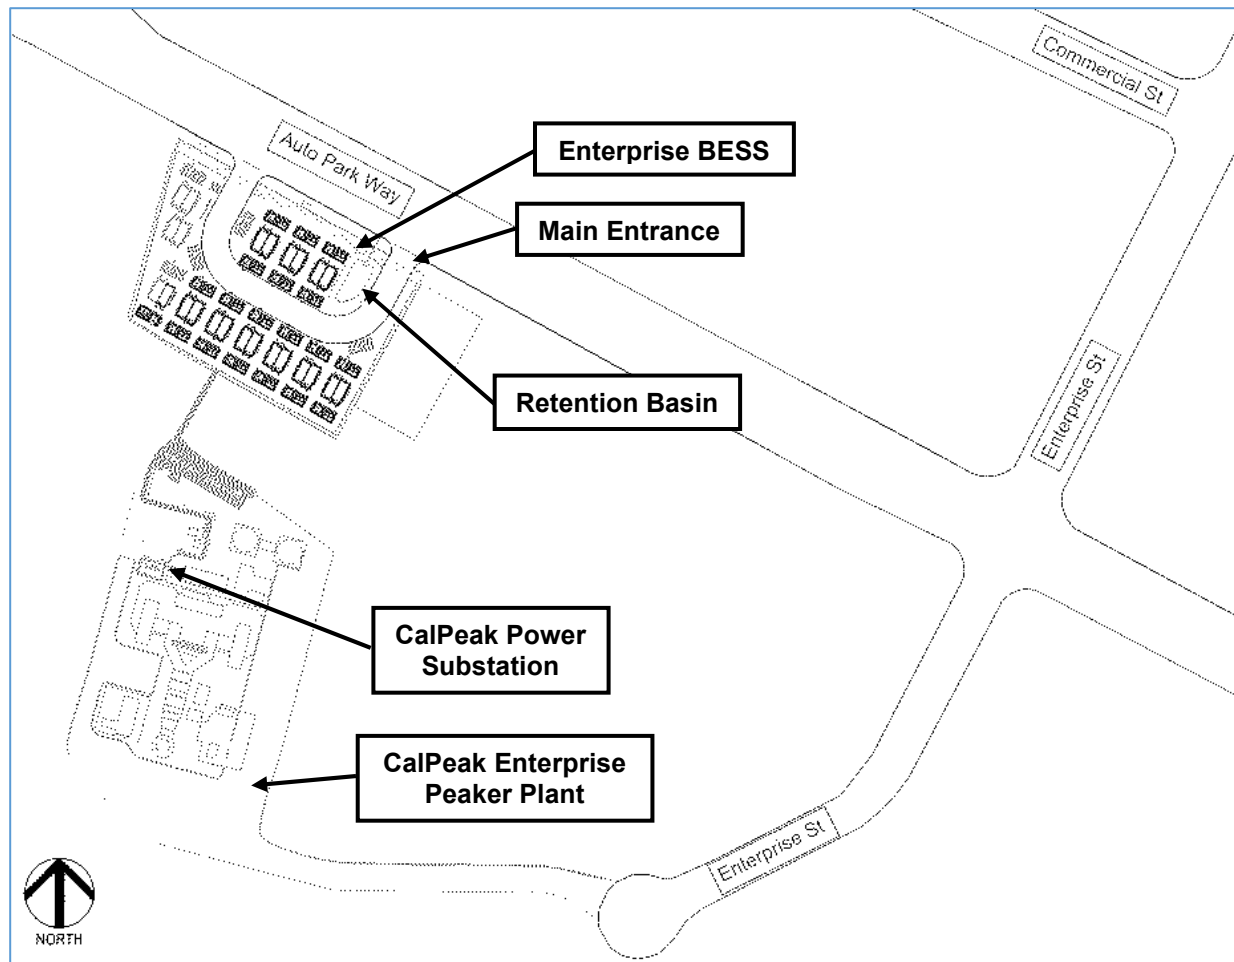 Commercial St
Auto Park Way
Enterprise BESS
Main Entrance
Retention Basin
Enterprise St
CalPeak Power
Substation
CalPeak Enterprise
Peaker Plant
Enterprise St
NORTH